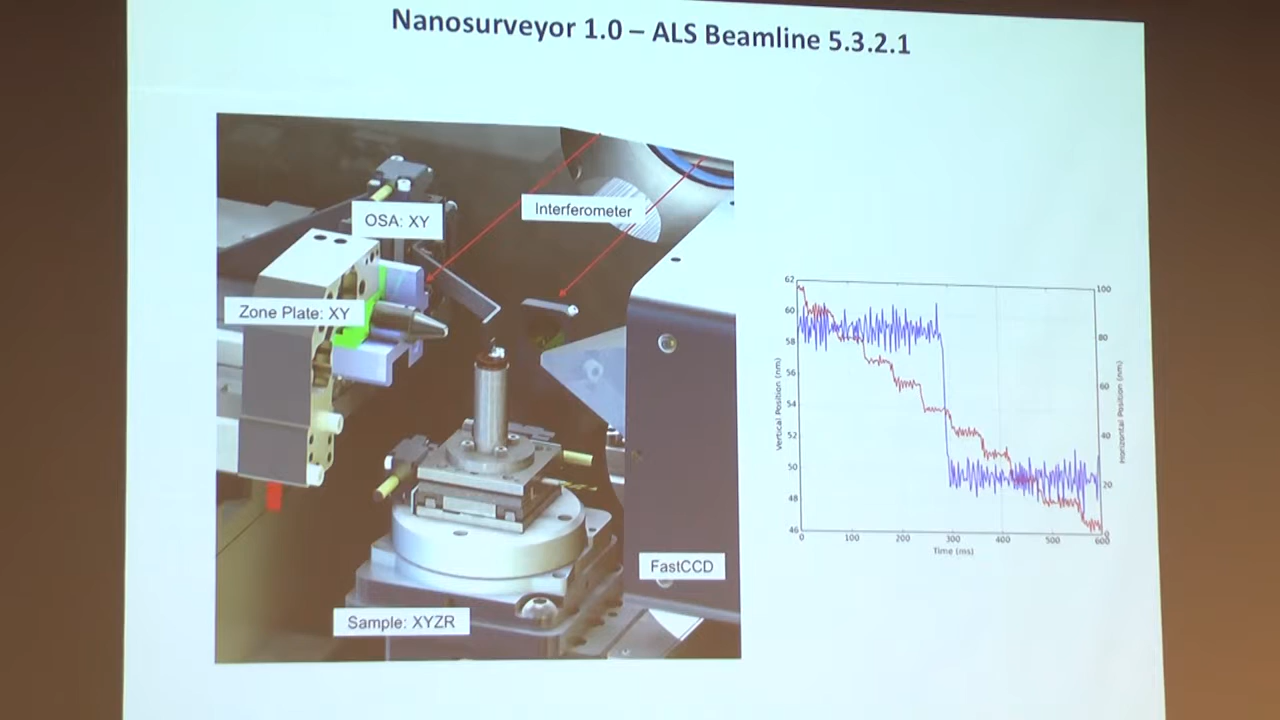 Nanosurveyor 1.0 – ALS Beamline 5.3.2.1
OSA: XY
Interferometer
Zone Plate: XY
FastCCD
Sample: XYZR
62
60
58
56
54
52
50
48
46
Vertical Position (nm)
100
80
60
40
20
0
Horizontal Position (nm)
0
100
200
300
400
500
600
Time (ms)